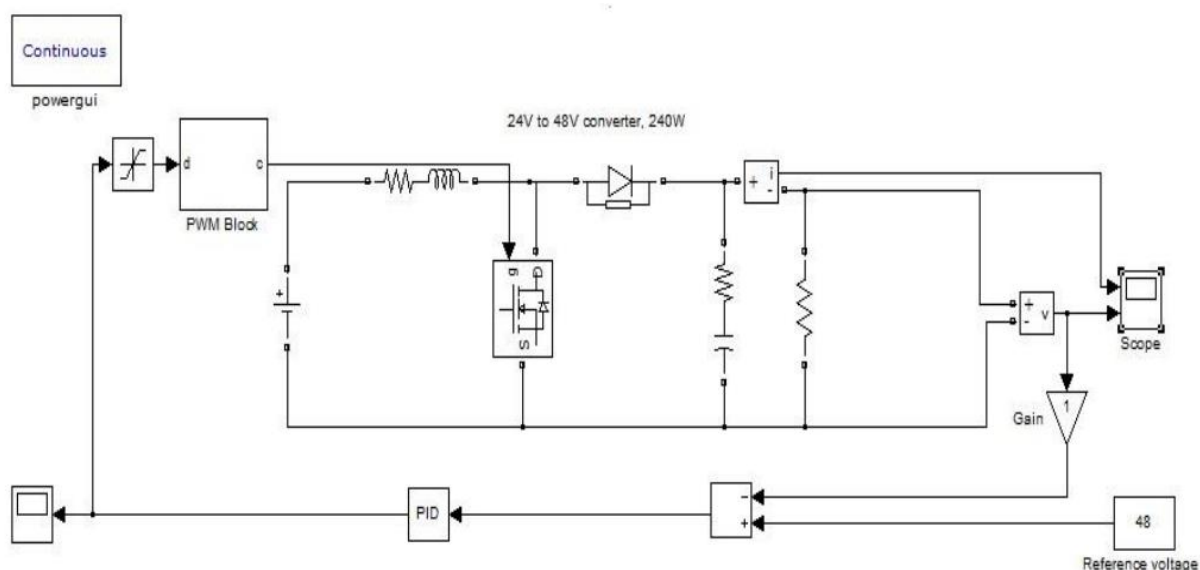 Continuous
powergui
24V to 48V converter, 240W
d
c
PWM Block
+
i
-
g
S
+
+
-
v
Scope
Gain
1
PID
-
+
48
Reference voltage